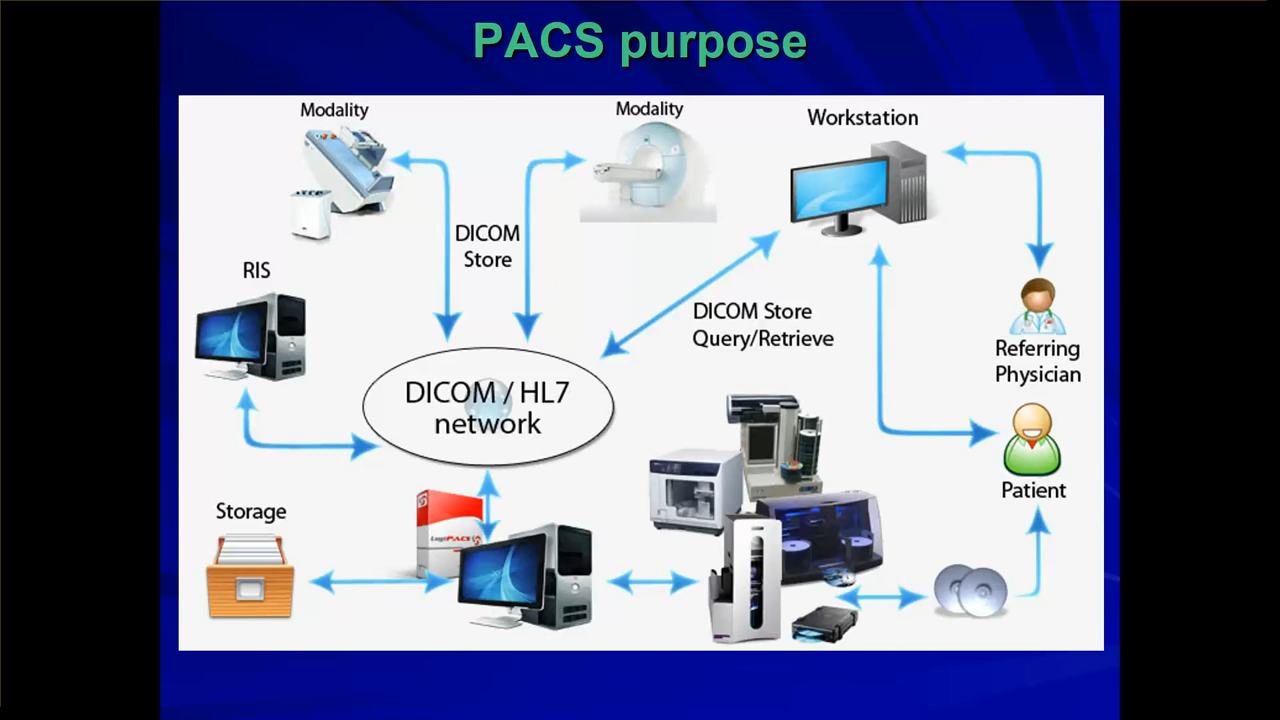 PACS purpose
Modality
Modality
Workstation
DICOM
Store
RIS
DICOM Store
Query/Retrieve
Referring
Physician
DICOM / HL7
network
Patient
Storage
LogiPACS